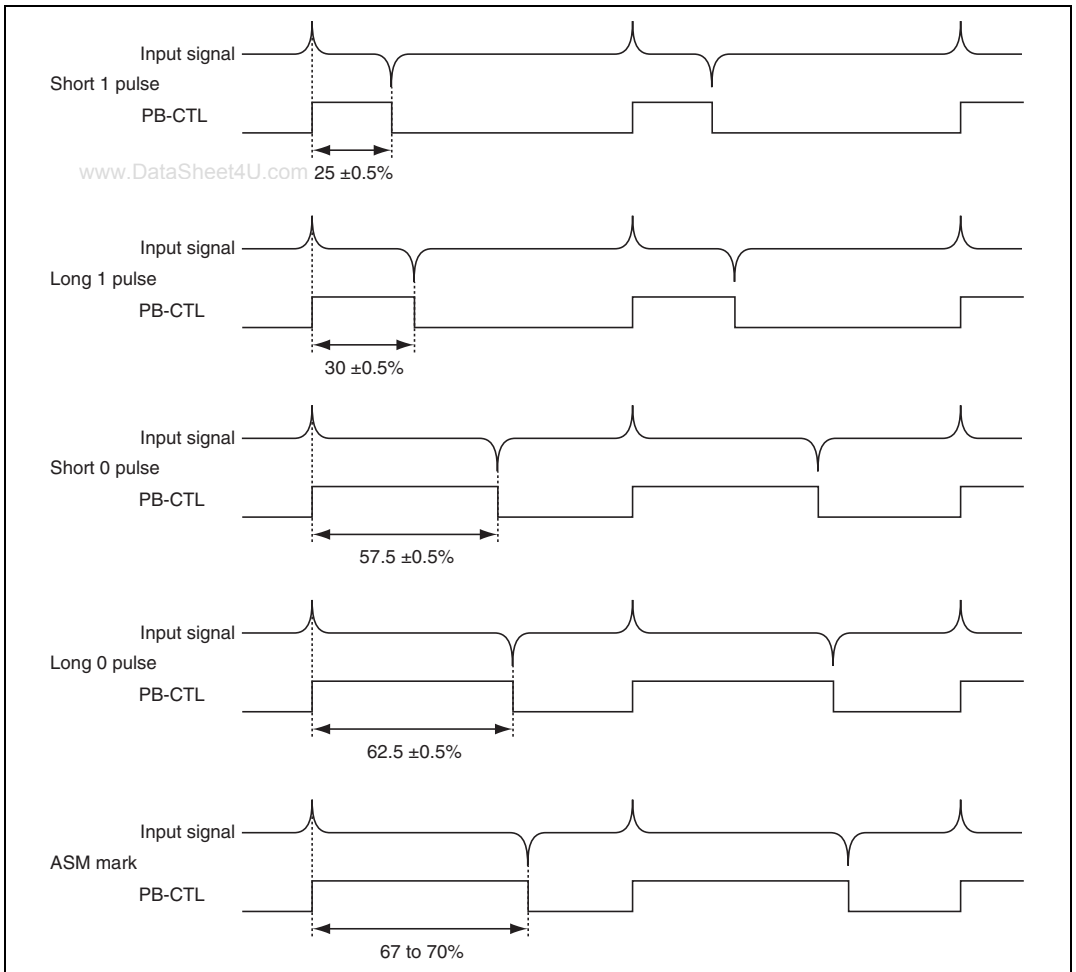 Input signal
Short 1 pulse
PB-CTL
www.DataSheet4U.com
25 ±0.5%
Input signal
Long 1 pulse
PB-CTL
30 ±0.5%
Input signal
Short 0 pulse
PB-CTL
57.5 ±0.5%
Input signal
Long 0 pulse
PB-CTL
62.5 ±0.5%
Input signal
ASM mark
PB-CTL
67 to 70%